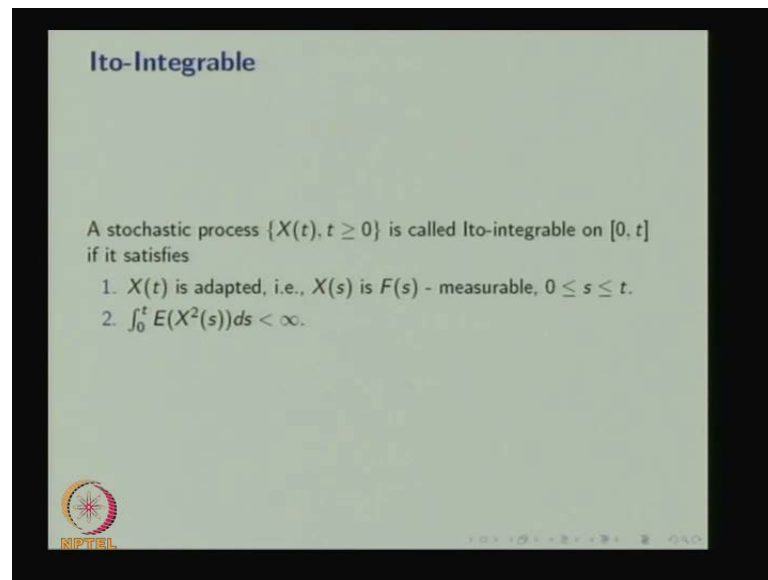 Ito-Integrable
A stochastic process {X(t), t ≥ 0} is called Ito-integrable on [0, t]
if it satisfies
1. X(t) is adapted, i.e., X(s) is F(s) - measurable, 0 ≤ s ≤ t.
2. ∫₀ᵗ E(X²(s))ds < ∞.
NPTEL